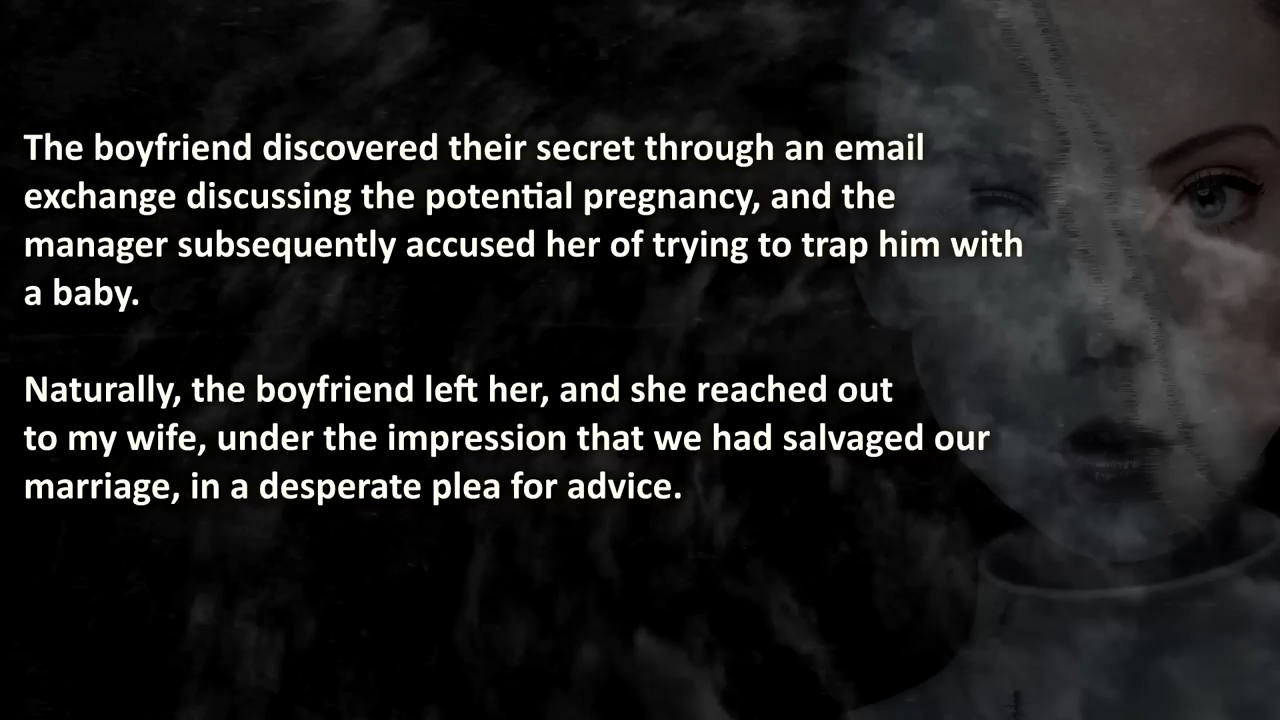 The boyfriend discovered their secret through an email
exchange discussing the potential pregnancy, and the
manager subsequently accused her of trying to trap him with
a baby.
Naturally, the boyfriend left her, and she reached out
to my wife, under the impression that we had salvaged our
marriage, in a desperate plea for advice.